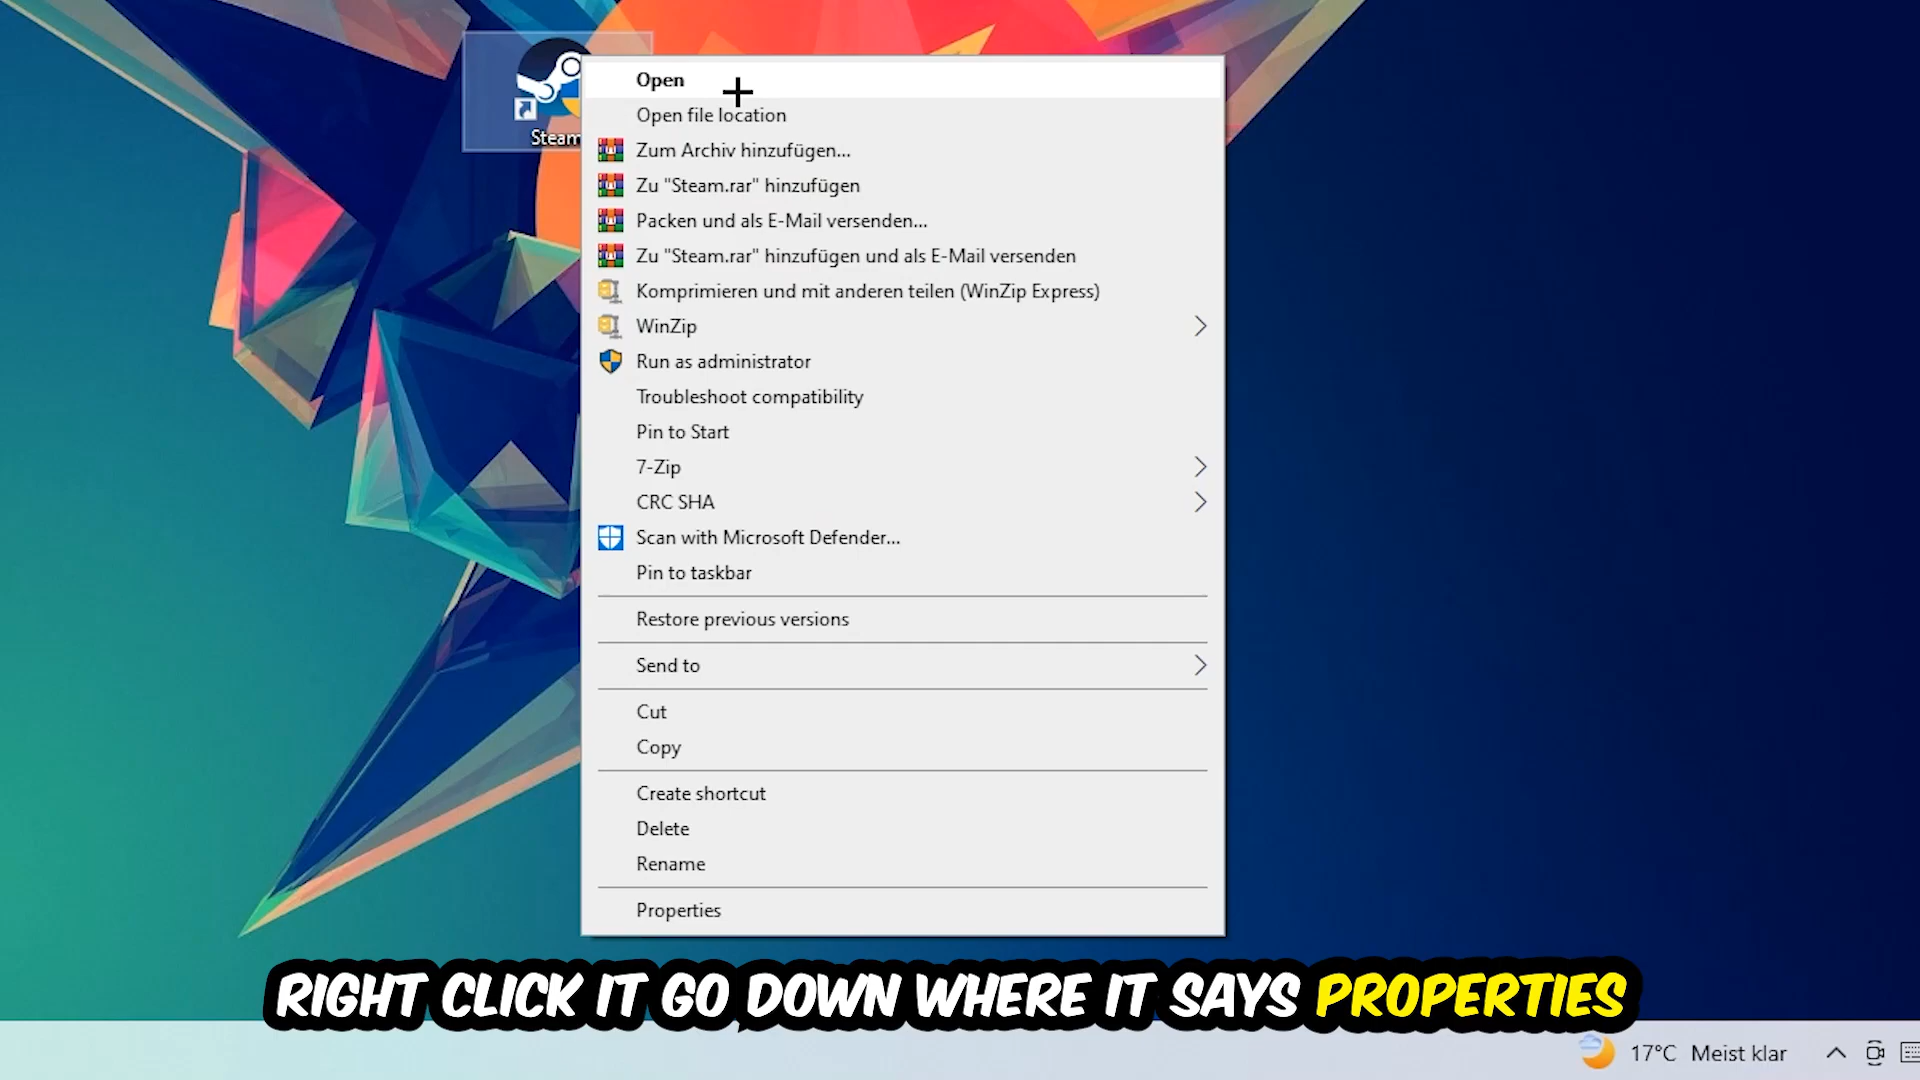 Steam
Open
Open file location
Zum Archiv hinzufügen...
Zu "Steam.rar" hinzufügen
Packen und als E-Mail versenden...
Zu "Steam.rar" hinzufügen und als E-Mail versenden
Komprimieren und mit anderen teilen (WinZip Express)
WinZip
Run as administrator
Troubleshoot compatibility
Pin to Start
7-Zip
CRC SHA
Scan with Microsoft Defender...
Pin to taskbar
Restore previous versions
Send to
Cut
Copy
Create shortcut
Delete
Rename
Properties
RIGHT CLICK IT GO DOWN WHERE IT SAYS PROPERTIES
17°C Meist klar